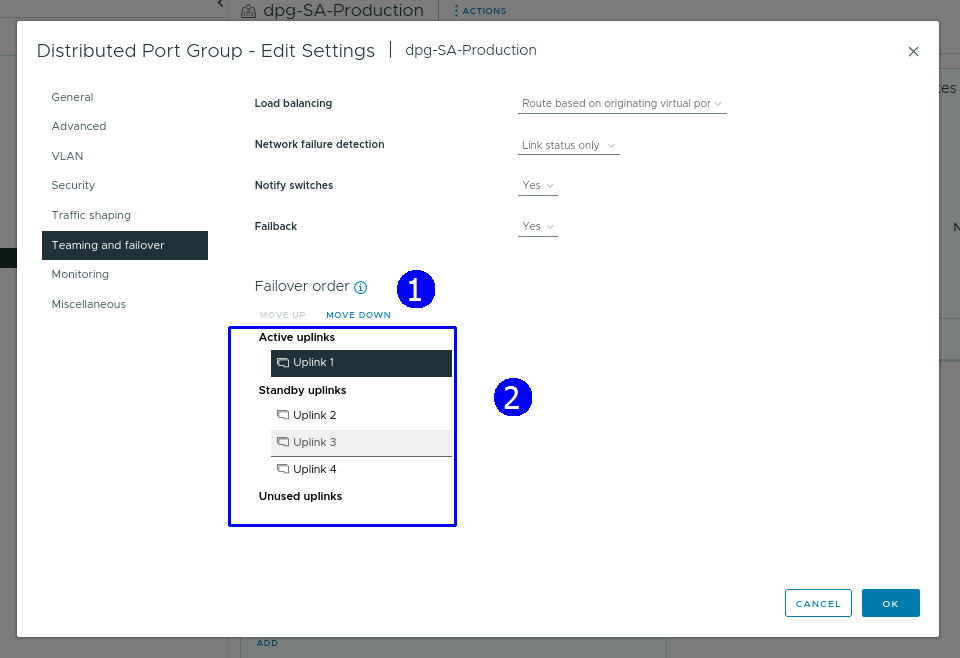 dpg-SA-Production
ACTIONS
Distributed Port Group - Edit Settings
dpg-SA-Production
General
Advanced
VLAN
Security
Traffic shaping
Teaming and failover
Monitoring
Miscellaneous
Load balancing
Route based on originating virtual por
Network failure detection
Link status only
Notify switches
Yes
Failback
Yes
Failover order
1
MOVE UP
MOVE DOWN
Active uplinks
Uplink 1
Standby uplinks
Uplink 2
Uplink 3
Uplink 4
Unused uplinks
2
CANCEL
OK
ADD